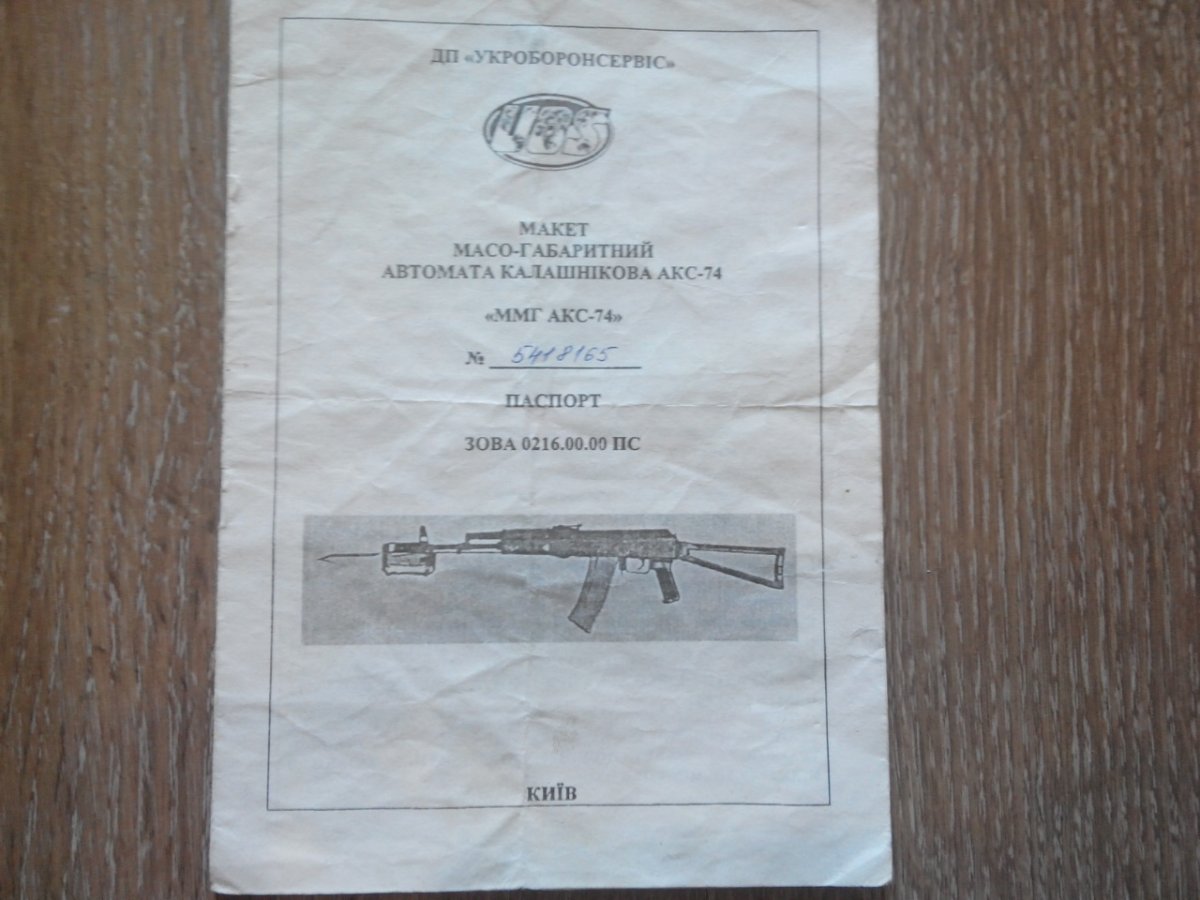 ДП «УКРОБОРОНСЕРВІС»
UBS
МАКЕТ
МАСО-ГАБАРИТНИЙ
АВТОМАТА КАЛАШНІКОВА АКС-74
«ММГ АКС-74»
№ 5418165
ПАСПОРТ
ЗОВА 0216.00.00 ПС
КИЇВ